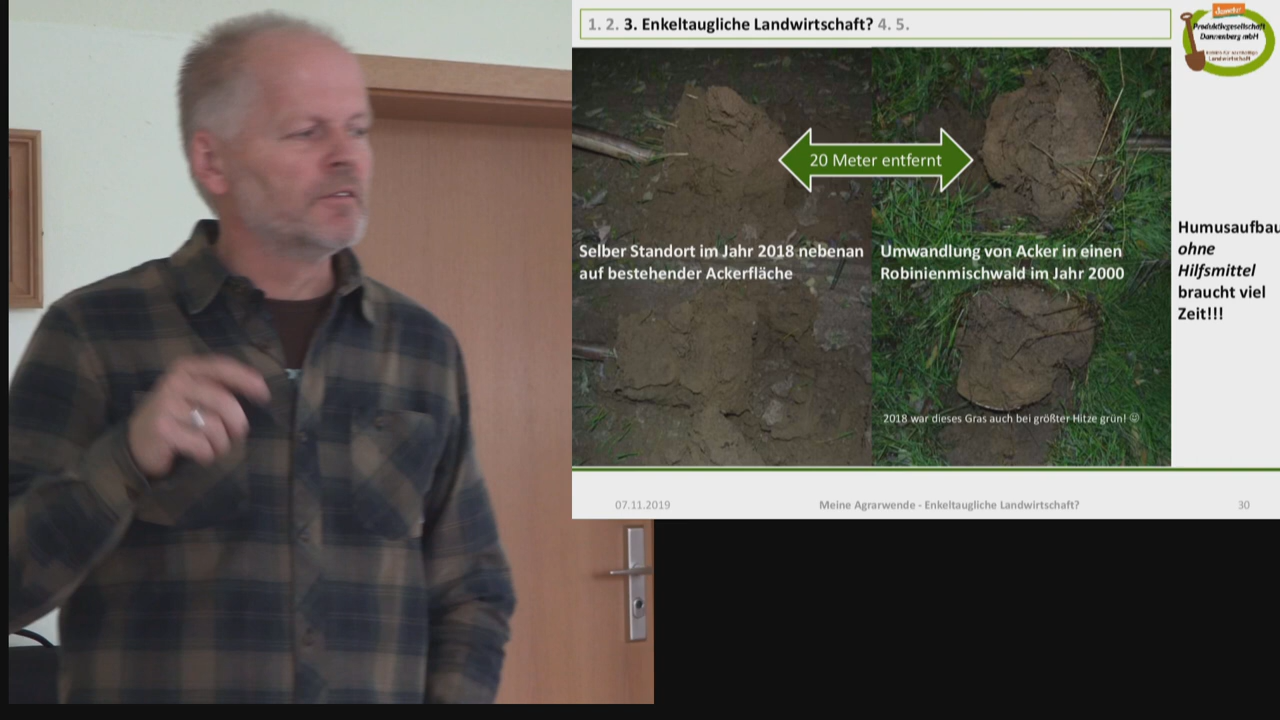 1. 2. 3. Enkeltaugliche Landwirtschaft? 4. 5.
demeter
Produktivgesellschaft
Dannenberg mbH
Landwirtschaft
20 Meter entfernt
Selber Standort im Jahr 2018 nebenan
auf bestehender Ackerfläche
Umwandlung von Acker in einen
Robinienmischwald im Jahr 2000
2018 war dieses Gras auch bei größter Hitze grün! ☺
Humusaufbau
ohne
Hilfsmittel
braucht viel
Zeit!!!
07.11.2019
Meine Agrarwende - Enkeltaugliche Landwirtschaft?
30